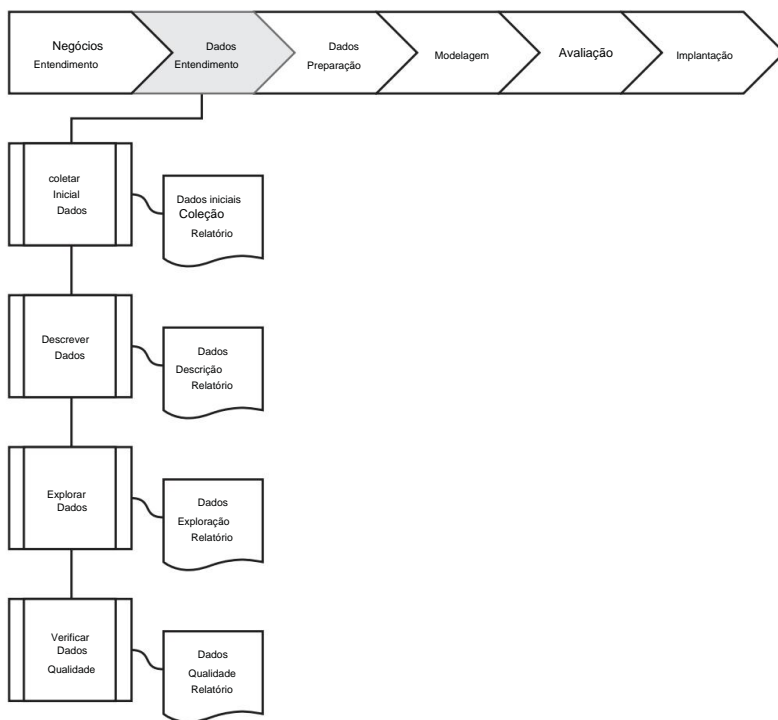 Negócios
Entendimento
Dados
Entendimento
Dados
Preparação
Modelagem
Avaliação
Implantação
coletar
Inicial
Dados
Dados iniciais
Coleção
Relatório
Descrever
Dados
Dados
Descrição
Relatório
Explorar
Dados
Dados
Exploração
Relatório
Verificar
Dados
Qualidade
Dados
Qualidade
Relatório